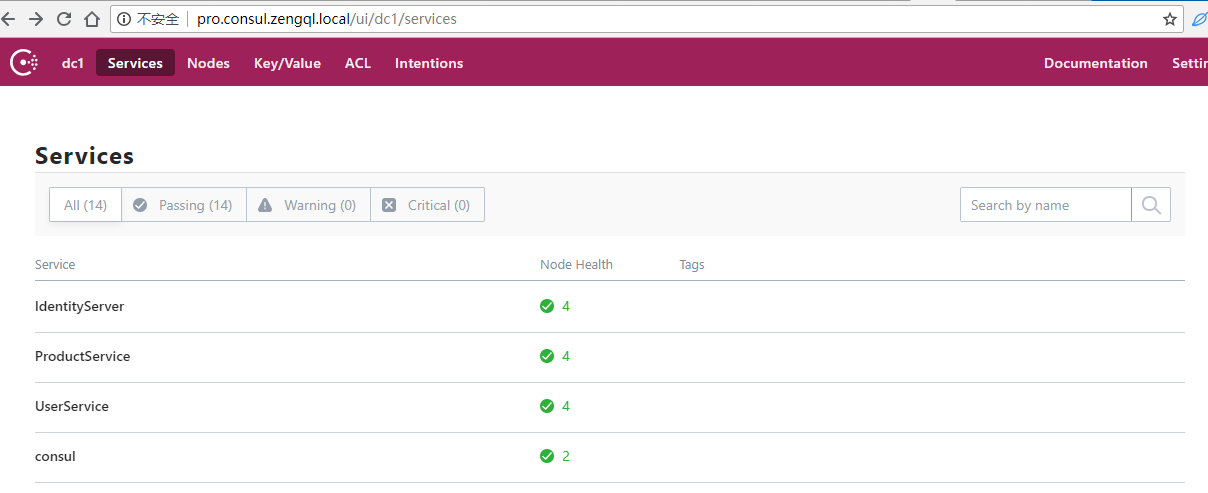 不安全 pro.consul.zengql.local/ui/dc1/services
dc1 Services Nodes Key/Value ACL Intentions Documentation
Services
All (14) Passing (14) Warning (0) Critical (0) Search by name
Service Node Health Tags
IdentityServer 4
ProductService 4
UserService 4
consul 2